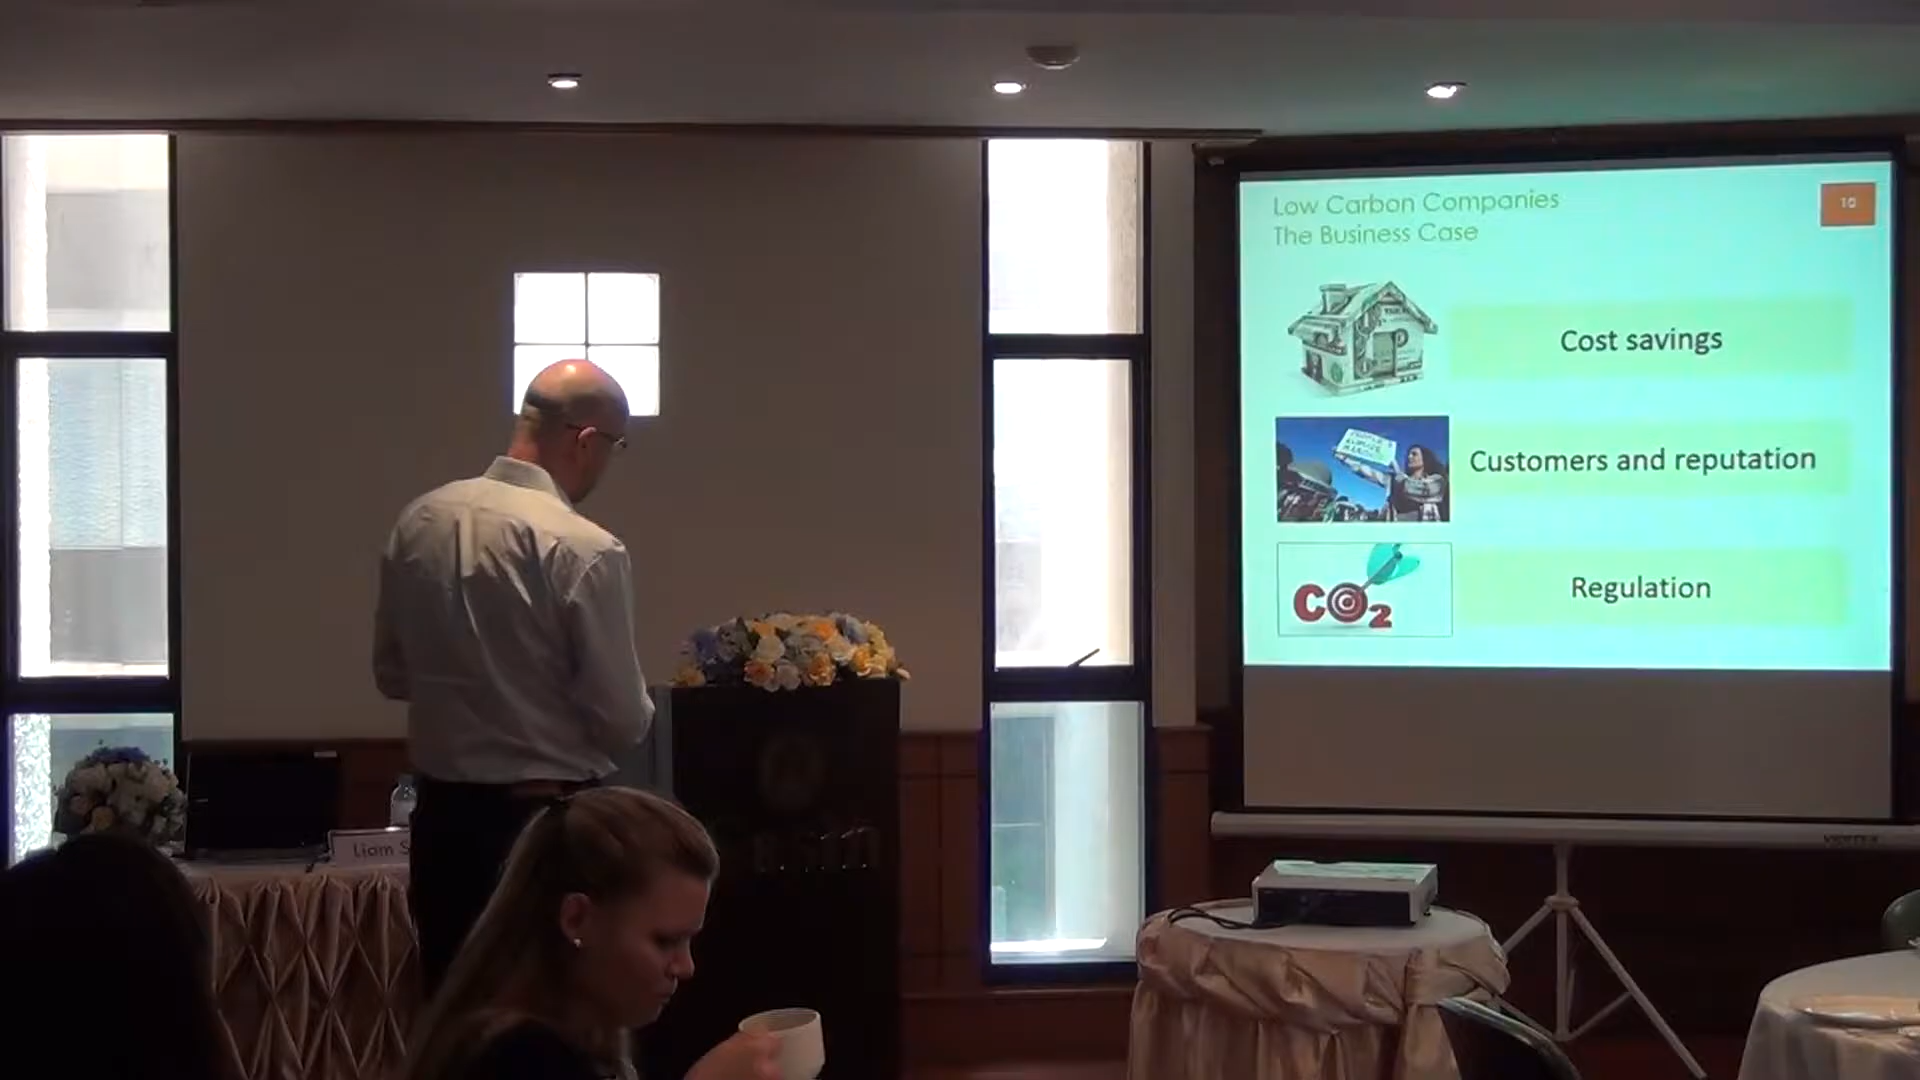 Low Carbon Companies
The Business Case
10
Cost savings
Customers and reputation
CO2
Regulation
Liam S